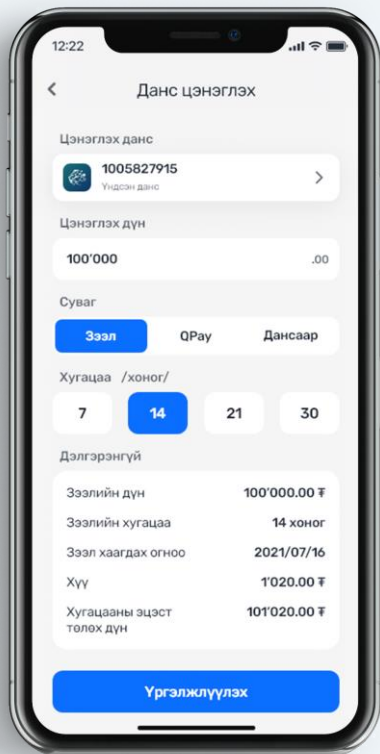 12:22
Данс цэнэглэх
Цэнэглэх данс
1005827915
Үндсэн данс
Цэнэглэх дүн
100'000 .00
Суваг
Зээл QPay Дансаар
Хугацаа /хоног/
7 14 21 30
Дэлгэрэнгүй
Зээлийн дүн 100'000.00 ₮
Зээлийн хугацаа 14 хоног
Зээл хаагдах огноо 2021/07/16
Хүү 1'020.00 ₮
Хугацааны эцэст 101'020.00 ₮
төлөх дүн
Үргэлжлүүлэх